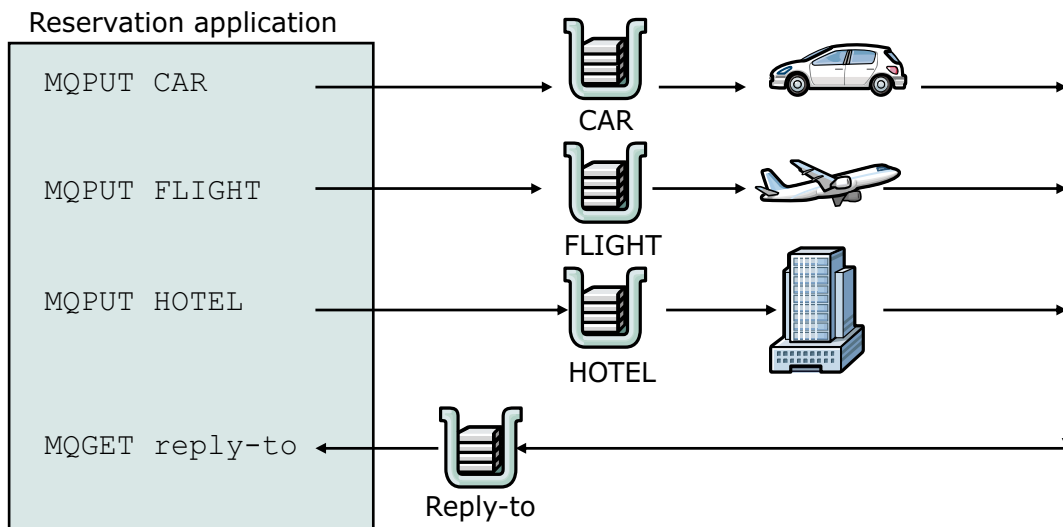 Reservation application
MQPUT CAR
CAR
MQPUT FLIGHT
FLIGHT
MQPUT HOTEL
HOTEL
MQGET reply-to
Reply-to